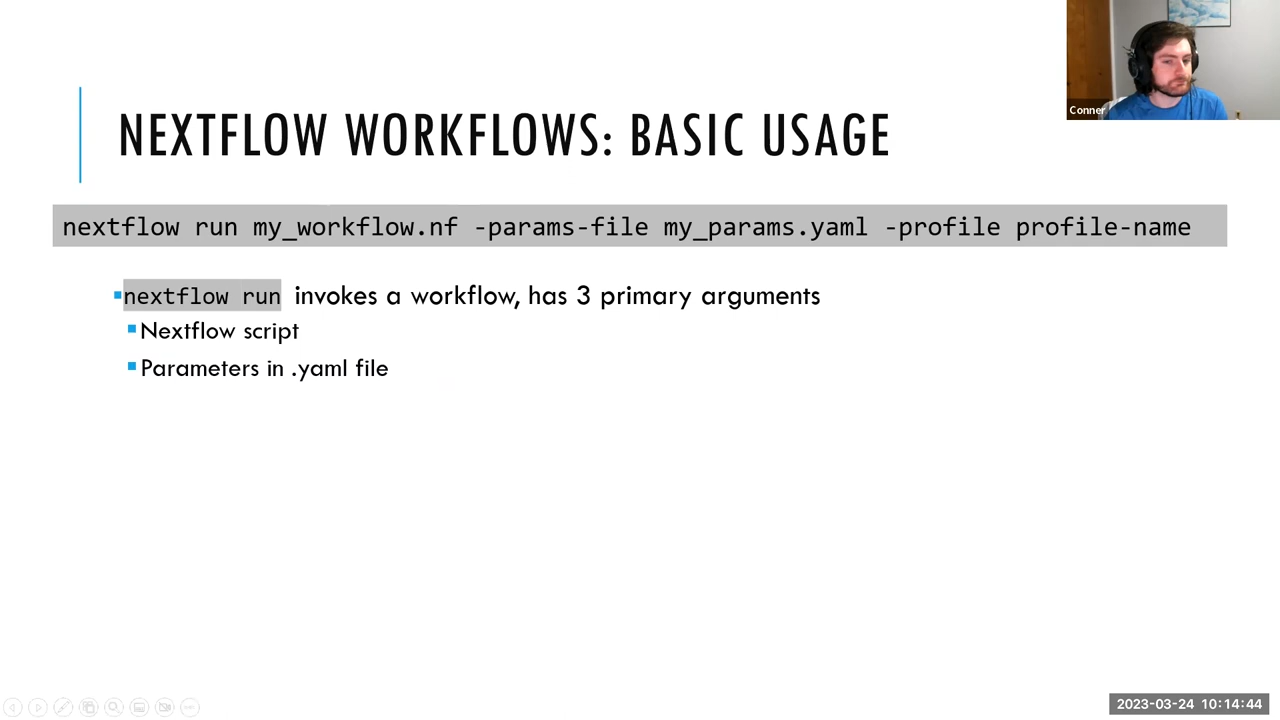 Conner
NEXTFLOW WORKFLOWS: BASIC USAGE
nextflow run my_workflow.nf -params-file my_params.yaml -profile profile-name
nextflow run invokes a workflow, has 3 primary arguments
Nextflow script
Parameters in .yaml file
2023-03-24 10:14:44